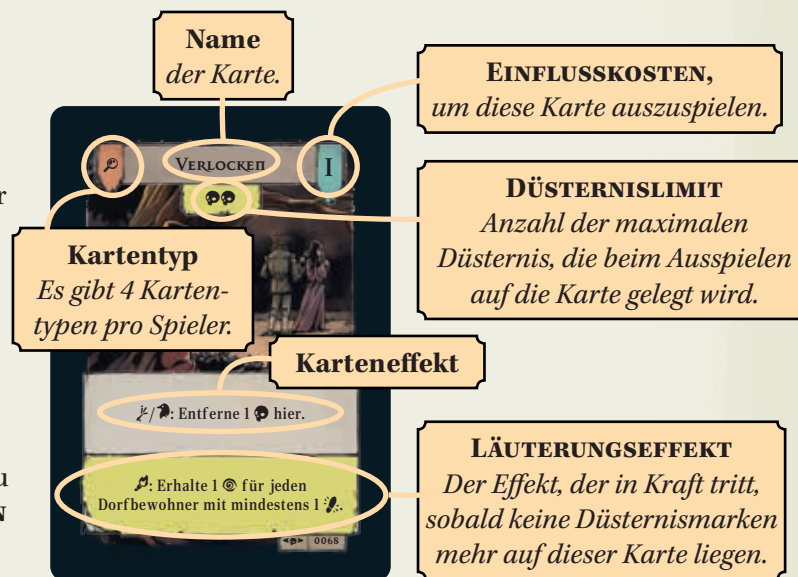 Name
der Karte.
EINFLUSSKOSTEN,
um diese Karte auszuspielen.
VERLOCKEN
I
DÜSTERNISLIMIT
Anzahl der maximalen
Düsternis, die beim Ausspielen
auf die Karte gelegt wird.
r
Kartentyp
Es gibt 4 Karten-
typen pro Spieler.
Karteneffekt
/ : Entferne 1 hier.
LÄUTERUNGSEFFEKT
Der Effekt, der in Kraft tritt,
sobald keine Düsternismarken
mehr auf dieser Karte liegen.
: Erhalte 1 für jeden
Dorfbewohner mit mindestens 1 .
u
N
0068